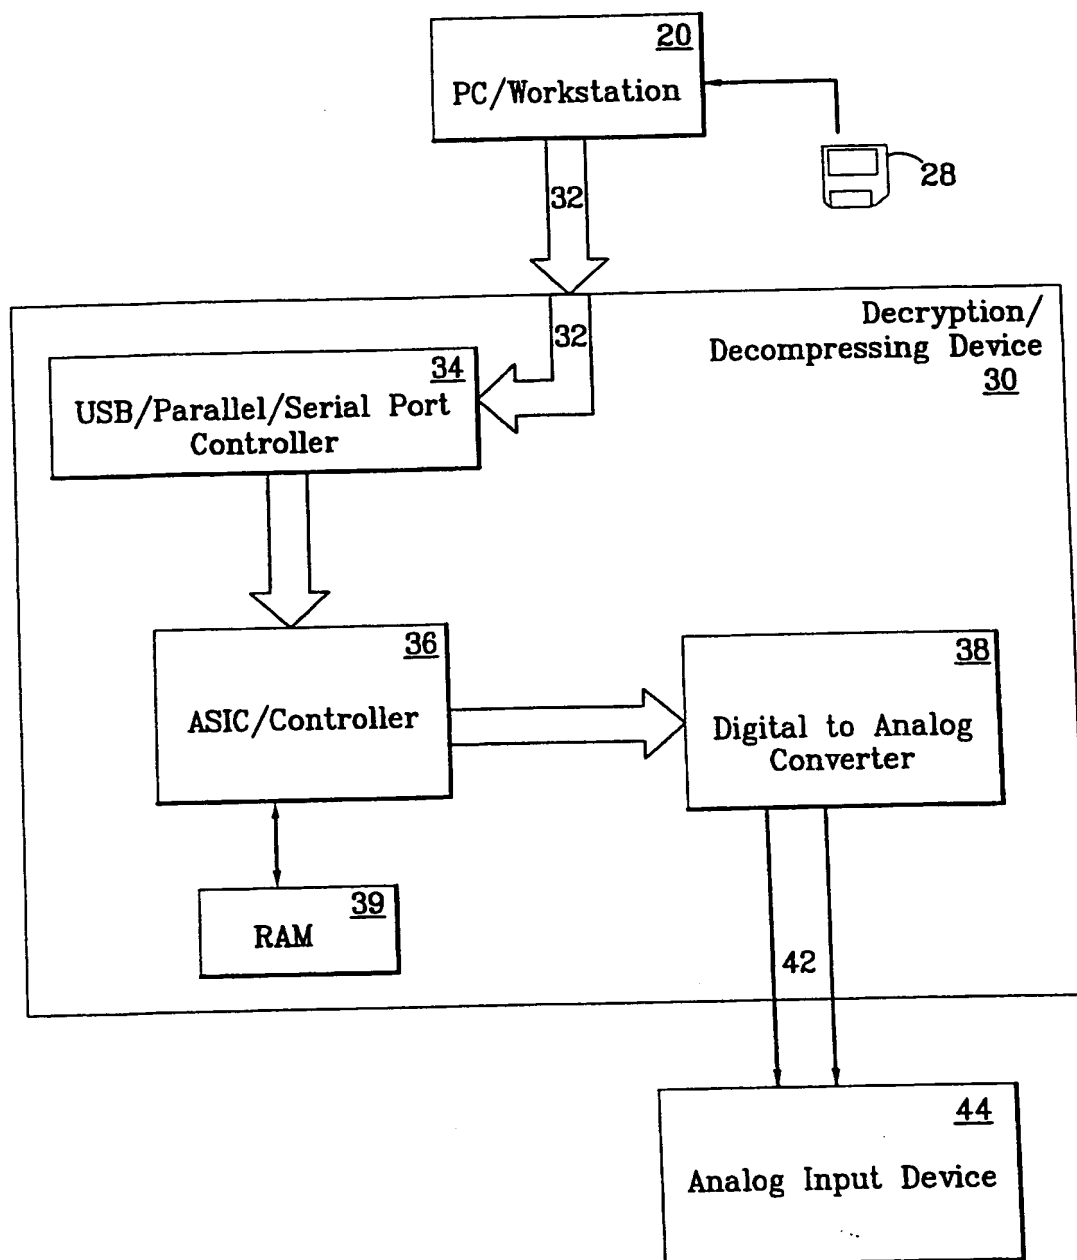 20
PC/Workstation
28
32
Decryption/
Decompressing Device
30
32
34
USB/Parallel/Serial Port
Controller
36
ASIC/Controller
38
Digital to Analog
Converter
39
RAM
42
44
Analog Input Device